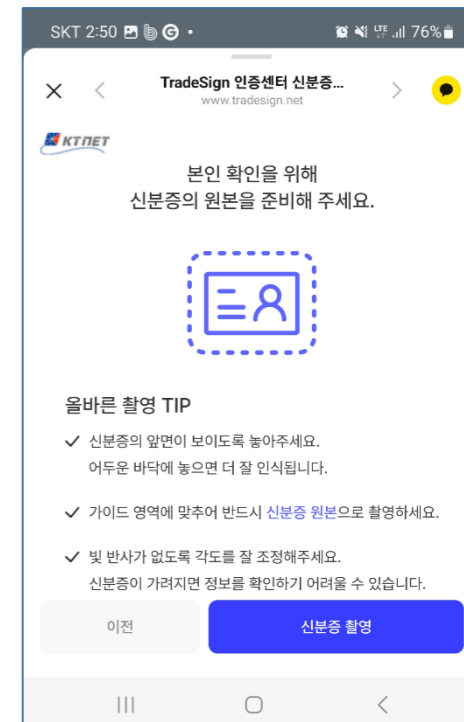 SKT 2:50
LTE 76%
TradeSign 인증센터 신분증...
www.tradesign.net
KTNET
본인 확인을 위해
신분증의 원본을 준비해 주세요.
올바른 촬영 TIP
신분증의 앞면이 보이도록 놓아주세요.
어두운 바닥에 놓으면 더 잘 인식됩니다.
가이드 영역에 맞추어 반드시 신분증 원본으로 촬영하세요.
빛 반사가 없도록 각도를 잘 조정해주세요.
신분증이 가려지면 정보를 확인하기 어려울 수 있습니다.
이전
신분증 촬영